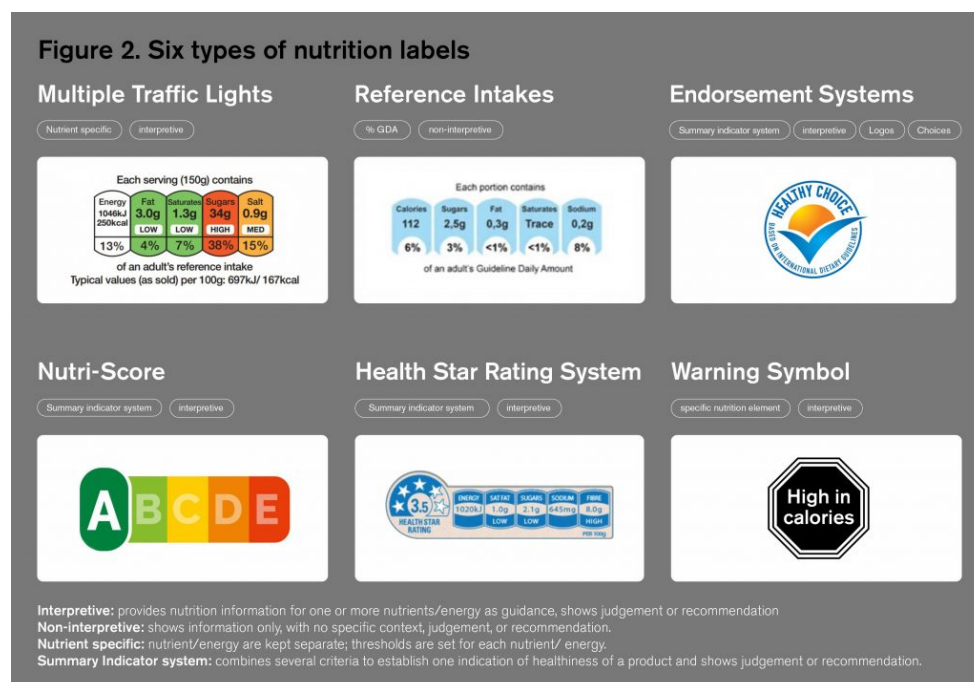 Figure 2. Six types of nutrition labels
Multiple Traffic Lights
Nutrient specific
interpretive
Each serving (150g) contains
Energy Fat Saturates Sugars Salt
1046kJ 3.0g 1.3g 34g 0.9g
250kcal
LOW LOW HIGH MED
13% 4% 7% 38% 15%
of an adult's reference intake
Typical values (as sold) per 100g: 697kJ/ 167kcal
Reference Intakes
% GDA
non-interpretive
Each portion contains
Calories Sugars Fat Saturates Sodium
112 2,5g 0,3g Trace 0,2g
6% 3% <1% <1% 8%
of an adult's Guideline Daily Amount
Endorsement Systems
Summary indicator system
interpretive
Logos
Choices
HEALTHY CHOICE
BASED ON INTERNATIONAL DIETARY GUIDELINES
Nutri-Score
Summary indicator system
interpretive
A B C D E
Health Star Rating System
Summary indicator system
interpretive
3.5
HEALTH STAR
RATING
ENERGY SAT FAT SUGARS SODIUM FIBRE
1020kJ 1.0g 2.1g 645mg 8.0g
LOW LOW HIGH
PER 100g
Warning Symbol
specific nutrition element
interpretive
High in
calories
Interpretive: provides nutrition information for one or more nutrients/energy as guidance, shows judgement or recommendation
Non-interpretive: shows information only, with no specific context, judgement, or recommendation.
Nutrient specific: nutrient/energy are kept separate; thresholds are set for each nutrient/ energy.
Summary Indicator system: combines several criteria to establish one indication of healthiness of a product and shows judgement or recommendation.